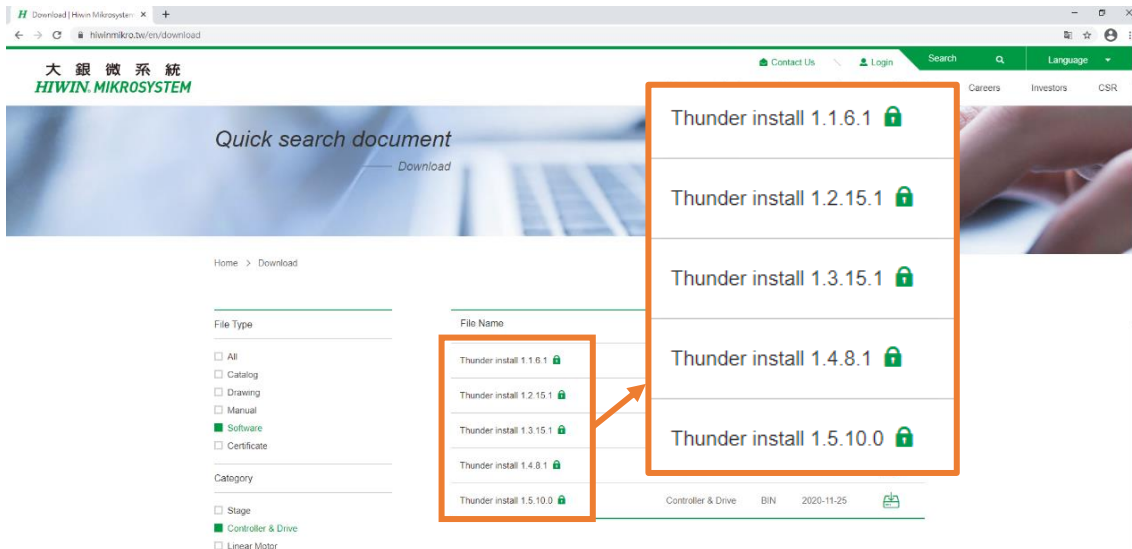 H Download | Hiwin Mikrosystem × +
hiwinmikro.tw/en/download
大銀微系統
HIWIN. MIKROSYSTEM
Contact Us
Login
Search
Language
Careers
Investors
CSR
Quick search document
Download
Home > Download
File Type
All
Catalog
Drawing
Manual
Software
Certificate
Category
Stage
Controller & Drive
Linear Motor
File Name
Thunder install 1.1.6.1
Thunder install 1.2.15.1
Thunder install 1.3.15.1
Thunder install 1.4.8.1
Thunder install 1.5.10.0 Controller & Drive BIN 2020-11-25
Thunder install 1.1.6.1
Thunder install 1.2.15.1
Thunder install 1.3.15.1
Thunder install 1.4.8.1
Thunder install 1.5.10.0